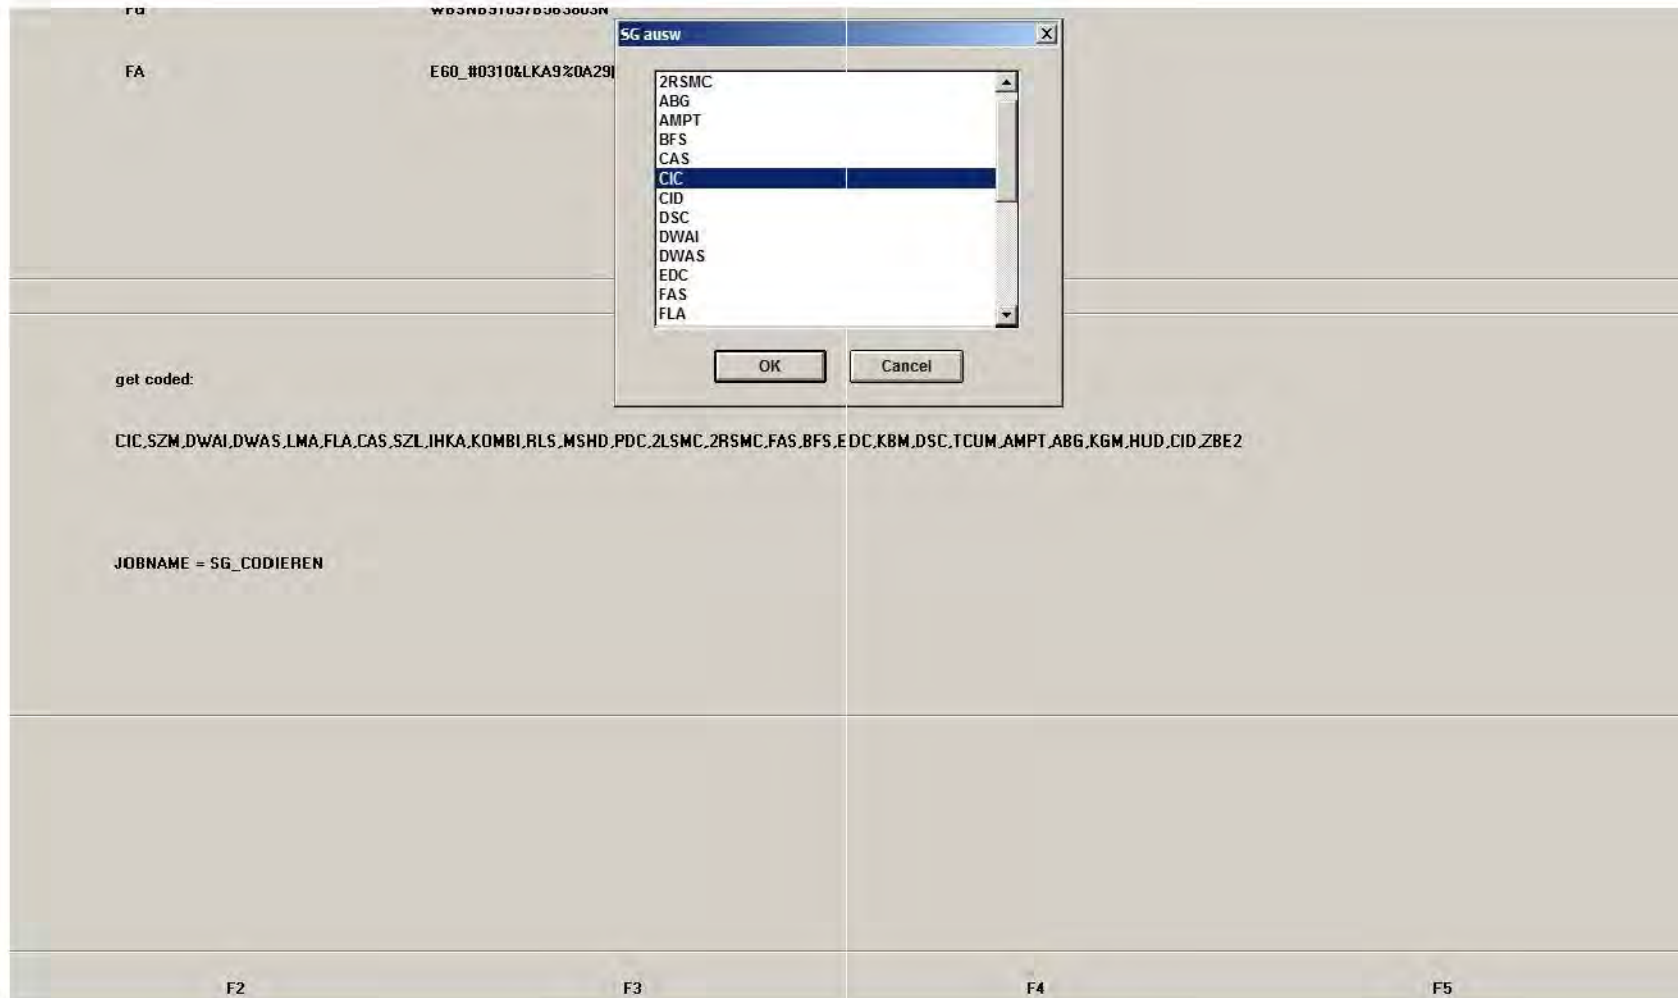 FG
SG ausw
FA E60_#0310&LKA9%0A29
2RSMC
ABG
AMPT
BFS
CAS
CIC
CID
DSC
DWAI
DWAS
EDC
FAS
FLA
OK Cancel
get coded:
CIC,SZM,DWAI,DWAS,LMA,FLA,CAS,SZL,IHKA,KOMBI,RLS,MSHD,PDC,2LSMC,2RSMC,FAS,BFS,EDC,KBM,DSC,TCUM,AMPT,ABG,KGM,HUD,CID,ZBE2
JOBNAME = SG_CODIEREN
F2 F3 F4 F5